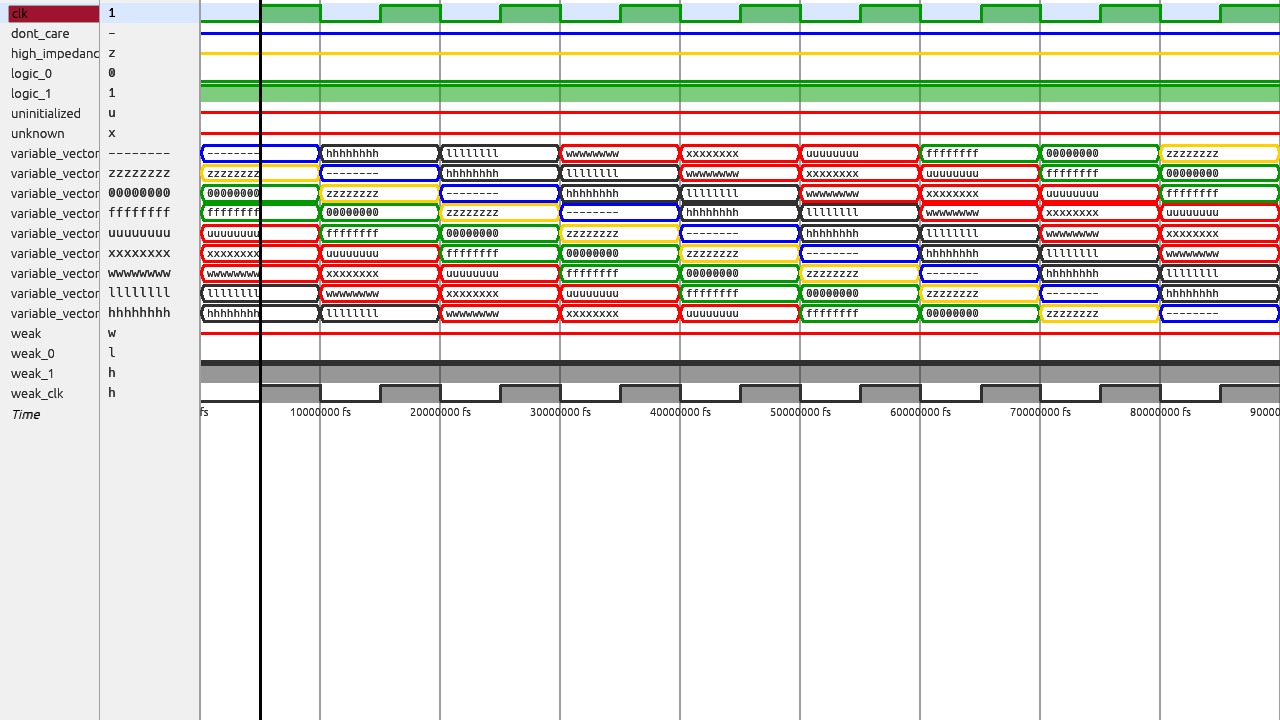 clk 1
dont_care -
high_impedanc z
logic_0 0
logic_1 1
uninitialized u
unknown x
variable_vector -------- -------- hhhhhhhh llllllll wwwwwwww xxxxxxxx uuuuuuuu ffffffff 00000000 zzzzzzzz
variable_vector zzzzzzzz zzzzzzzz -------- hhhhhhhh llllllll wwwwwwww xxxxxxxx uuuuuuuu ffffffff 00000000
variable_vector 00000000 00000000 zzzzzzzz -------- hhhhhhhh llllllll wwwwwwww xxxxxxxx uuuuuuuu ffffffff
variable_vector ffffffff ffffffff 00000000 zzzzzzzz -------- hhhhhhhh llllllll wwwwwwww xxxxxxxx uuuuuuuu
variable_vector uuuuuuuu uuuuuuuu ffffffff 00000000 zzzzzzzz -------- hhhhhhhh llllllll wwwwwwww xxxxxxxx
variable_vector xxxxxxxx xxxxxxxx uuuuuuuu ffffffff 00000000 zzzzzzzz -------- hhhhhhhh llllllll wwwwwwww
variable_vector wwwwwwww wwwwwwww xxxxxxxx uuuuuuuu ffffffff 00000000 zzzzzzzz -------- hhhhhhhh llllllll
variable_vector llllllll llllllll wwwwwwww xxxxxxxx uuuuuuuu ffffffff 00000000 zzzzzzzz -------- hhhhhhhh
variable_vector hhhhhhhh hhhhhhhh llllllll wwwwwwww xxxxxxxx uuuuuuuu ffffffff 00000000 zzzzzzzz --------
weak w
weak_0 l
weak_1 h
weak_clk h
Time fs 10000000 fs 20000000 fs 30000000 fs 40000000 fs 50000000 fs 60000000 fs 70000000 fs 80000000 fs 90000